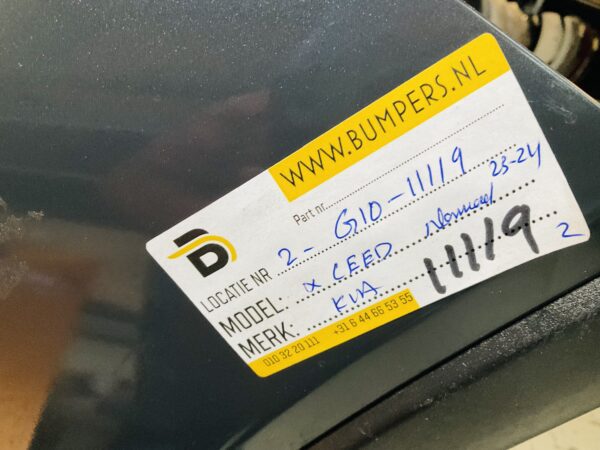 WWW.BUMPERS.NL
Part nr.
LOCATIE NR 2 - G10 - 11119
MODEL: X CEED 23-24
MERK: KIA 11119 2
010 32 20 111 +31 6 44 66 53 55